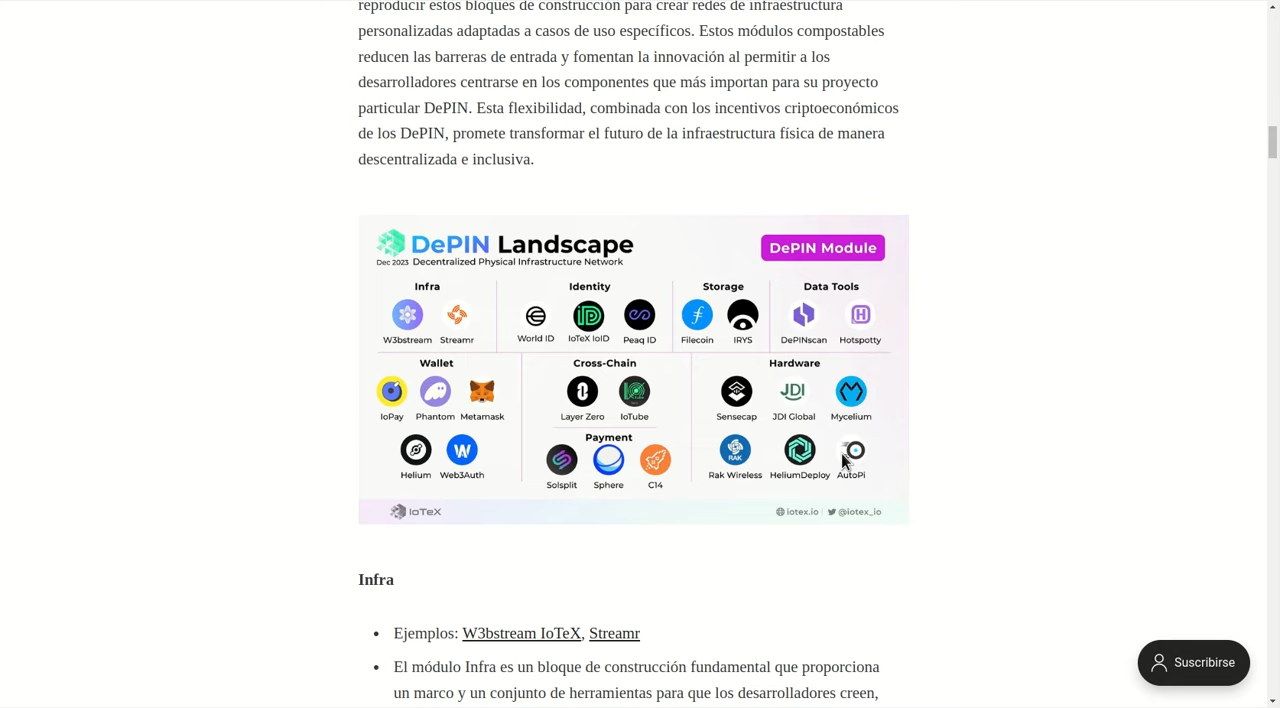 reproducir estos bloques de construcción para crear redes de infraestructura
personalizadas adaptadas a casos de uso específicos. Estos módulos compostables
reducen las barreras de entrada y fomentan la innovación al permitir a los
desarrolladores centrarse en los componentes que más importan para su proyecto
particular DePIN. Esta flexibilidad, combinada con los incentivos criptoeconómicos
de los DePIN, promete transformar el futuro de la infraestructura física de manera
descentralizada e inclusiva.
DePIN Landscape
DePIN Module
Dec 2023 Decentralized Physical Infrastructure Network
Infra
W3bstream Streamr
Identity
World ID IoTeX IoID Peaq ID
Storage
Filecoin IRYS
Data Tools
DePINscan Hotspotty
Wallet
IoPay Phantom Metamask
Helium Web3Auth
Cross-Chain
Layer Zero IoTube
Payment
Solsplit Sphere C14
Hardware
JDI
Sensecap JDI Global Mycelium
RAK
Rak Wireless HeliumDeploy AutoPi
IoTeX
iotex.io | @iotex_io
Infra
• Ejemplos: W3bstream IoTeX, Streamr
• El módulo Infra es un bloque de construcción fundamental que proporciona
un marco y un conjunto de herramientas para que los desarrolladores creen,
Suscribirse